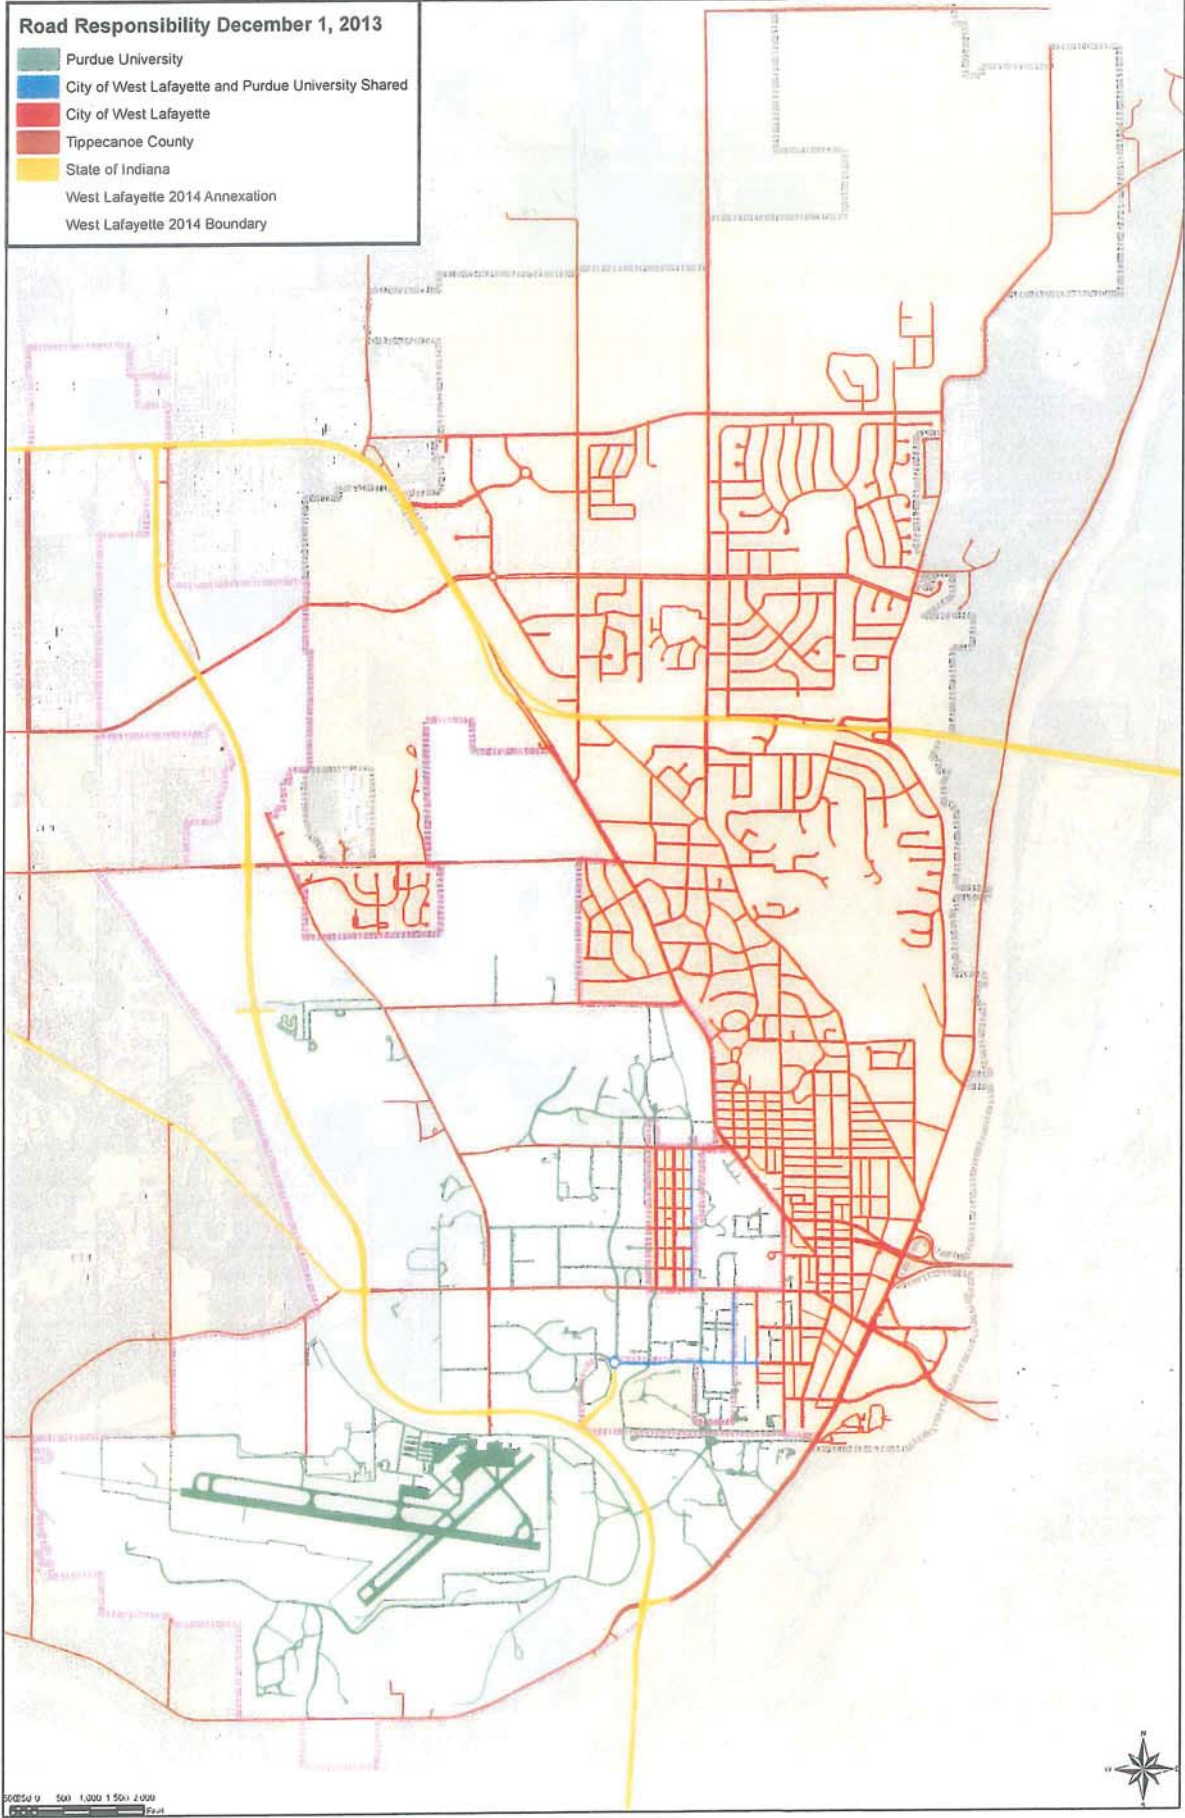 Road Responsibility December 1, 2013
Purdue University
City of West Lafayette and Purdue University Shared
City of West Lafayette
Tippecanoe County
State of Indiana
West Lafayette 2014 Annexation
West Lafayette 2014 Boundary
N
W
S
0 500 1,000 1,500 2,000
Feet